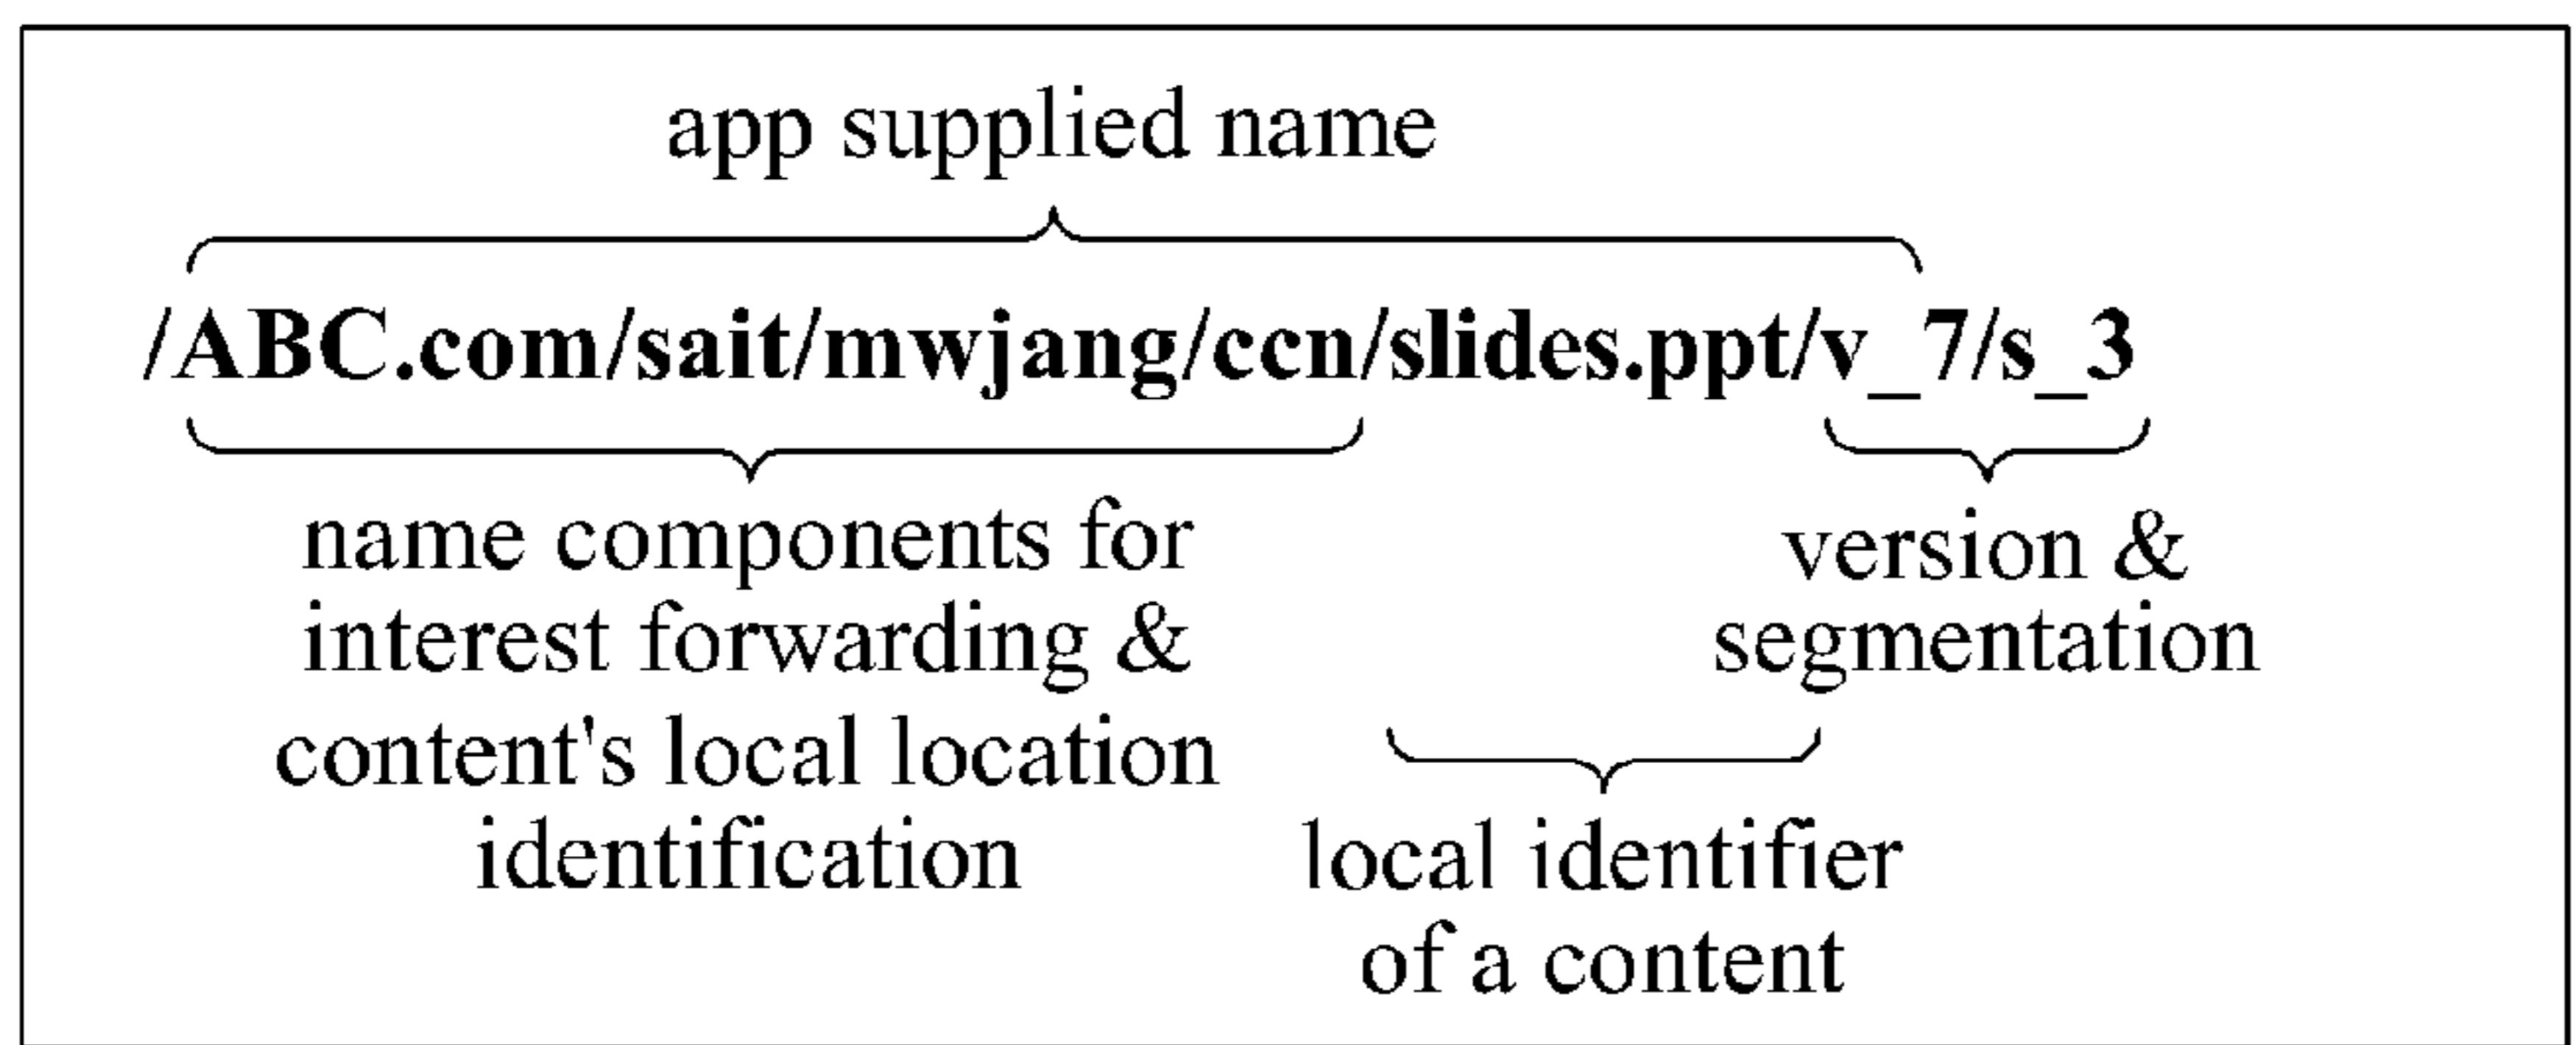 app supplied name
/ABC.com/sait/mwjang/ccn/slides.ppt/v_7/s_3
name components for
interest forwarding &
content's local location
identification
version &
segmentation
local identifier
of a content